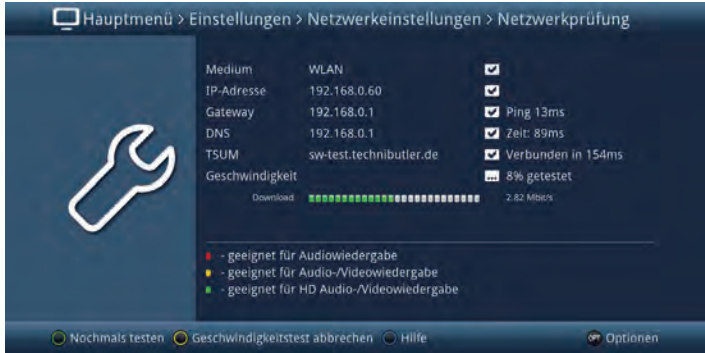 Hauptmenü > Einstellungen > Netzwerkeinstellungen > Netzwerkprüfung
Medium WLAN
IP-Adresse 192.168.0.60
Gateway 192.168.0.1 Ping 13ms
DNS 192.168.0.1 Zeit: 89ms
TSUM sw-test.technibutler.de Verbunden in 154ms
Geschwindigkeit 8% getestet
Download 2.82 Mbit/s
- geeignet für Audiowiedergabe
- geeignet für Audio-/Videowiedergabe
- geeignet für HD Audio-/Videowiedergabe
Nochmals testen Geschwindigkeitstest abbrechen Hilfe OPT Optionen